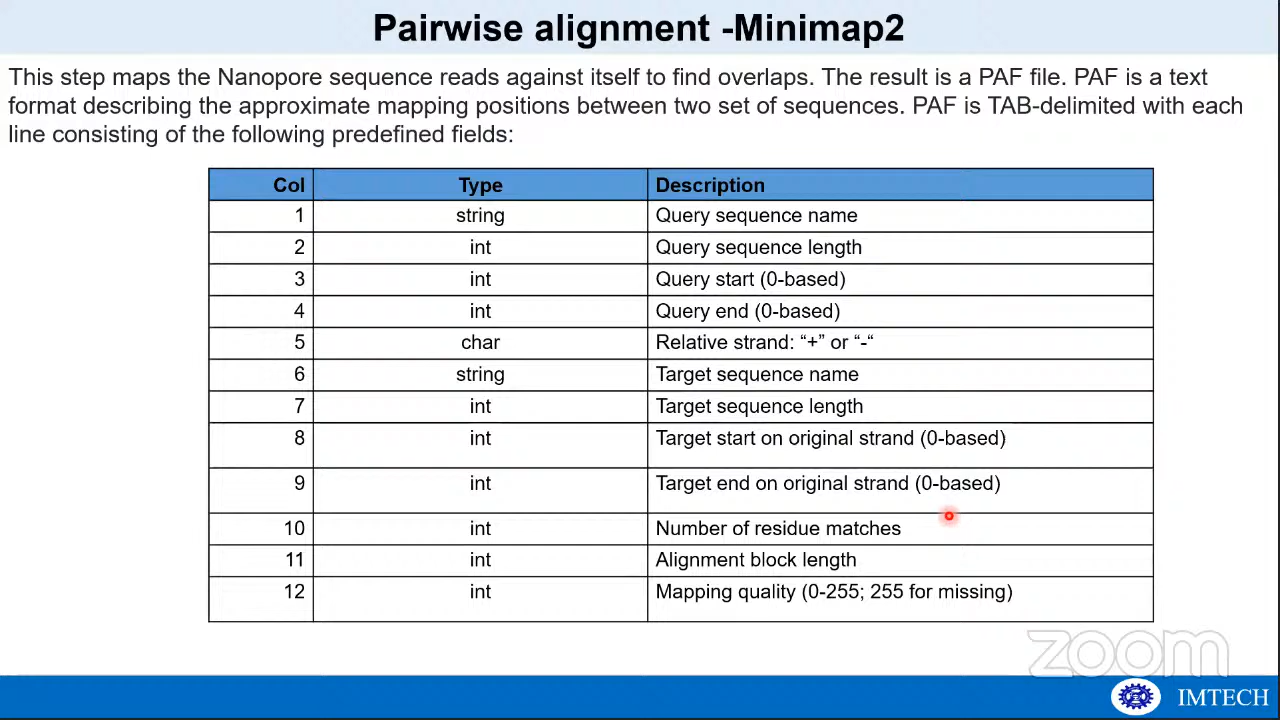 Pairwise alignment -Minimap2
This step maps the Nanopore sequence reads against itself to find overlaps. The result is a PAF file. PAF is a text
format describing the approximate mapping positions between two set of sequences. PAF is TAB-delimited with each
line consisting of the following predefined fields:
Col Type Description
1 string Query sequence name
2 int Query sequence length
3 int Query start (0-based)
4 int Query end (0-based)
5 char Relative strand: “+” or “-“
6 string Target sequence name
7 int Target sequence length
8 int Target start on original strand (0-based)
9 int Target end on original strand (0-based)
10 int Number of residue matches
11 int Alignment block length
12 int Mapping quality (0-255; 255 for missing)
zoom
IMTECH